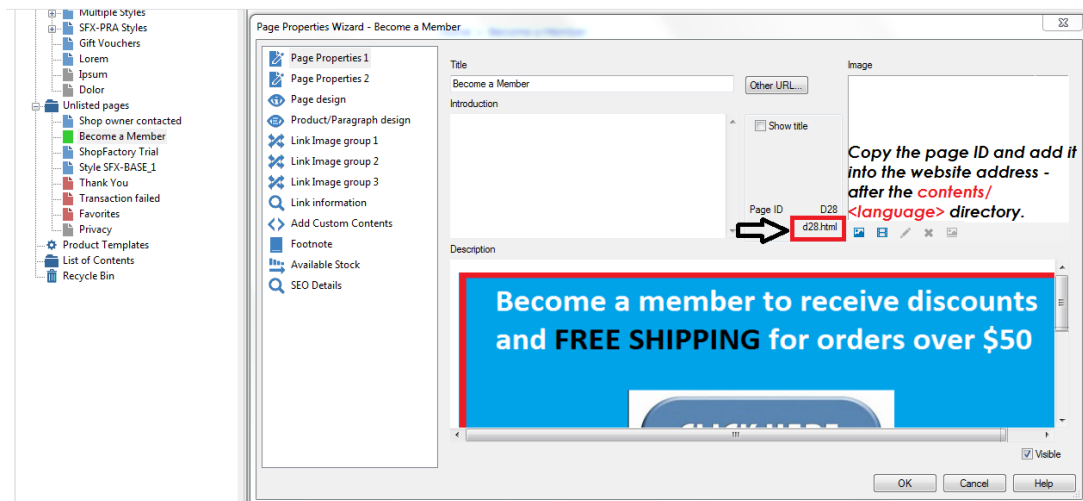 Multiple Styles
SFX-PRA Styles
Gift Vouchers
Lorem
Ipsum
Dolor
Unlisted pages
Shop owner contacted
Become a Member
ShopFactory Trial
Style SFX-BASE_1
Thank You
Transaction failed
Favorites
Privacy
Product Templates
List of Contents
Recycle Bin
Page Properties Wizard - Become a Member
Page Properties 1
Page Properties 2
Page design
Product/Paragraph design
Link Image group 1
Link Image group 2
Link Image group 3
Link information
Add Custom Contents
Footnote
Available Stock
SEO Details
Title
Become a Member
Other URL...
Introduction
Show title
Page ID D28
d28.html
Image
Copy the page ID and add it
into the website address -
after the contents/
<language> directory.
Description
Become a member to receive discounts
and FREE SHIPPING for orders over $50
CLICK HERE
Visible
OK
Cancel
Help